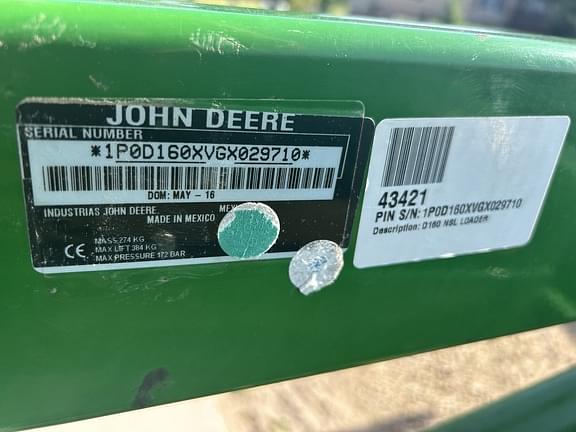 JOHN DEERE
SERIAL NUMBER
*1P0D160XVGX029710*
DOM: MAY - 16
INDUSTRIAS JOHN DEERE.
MADE IN MEXICO
MASS 274 KG
MAX LIFT 384 KG
MAX PRESSURE 172 BAR
CE
43421
PIN S/N: 1P0D160XVGX029710
Description: D160 NSL LOADER